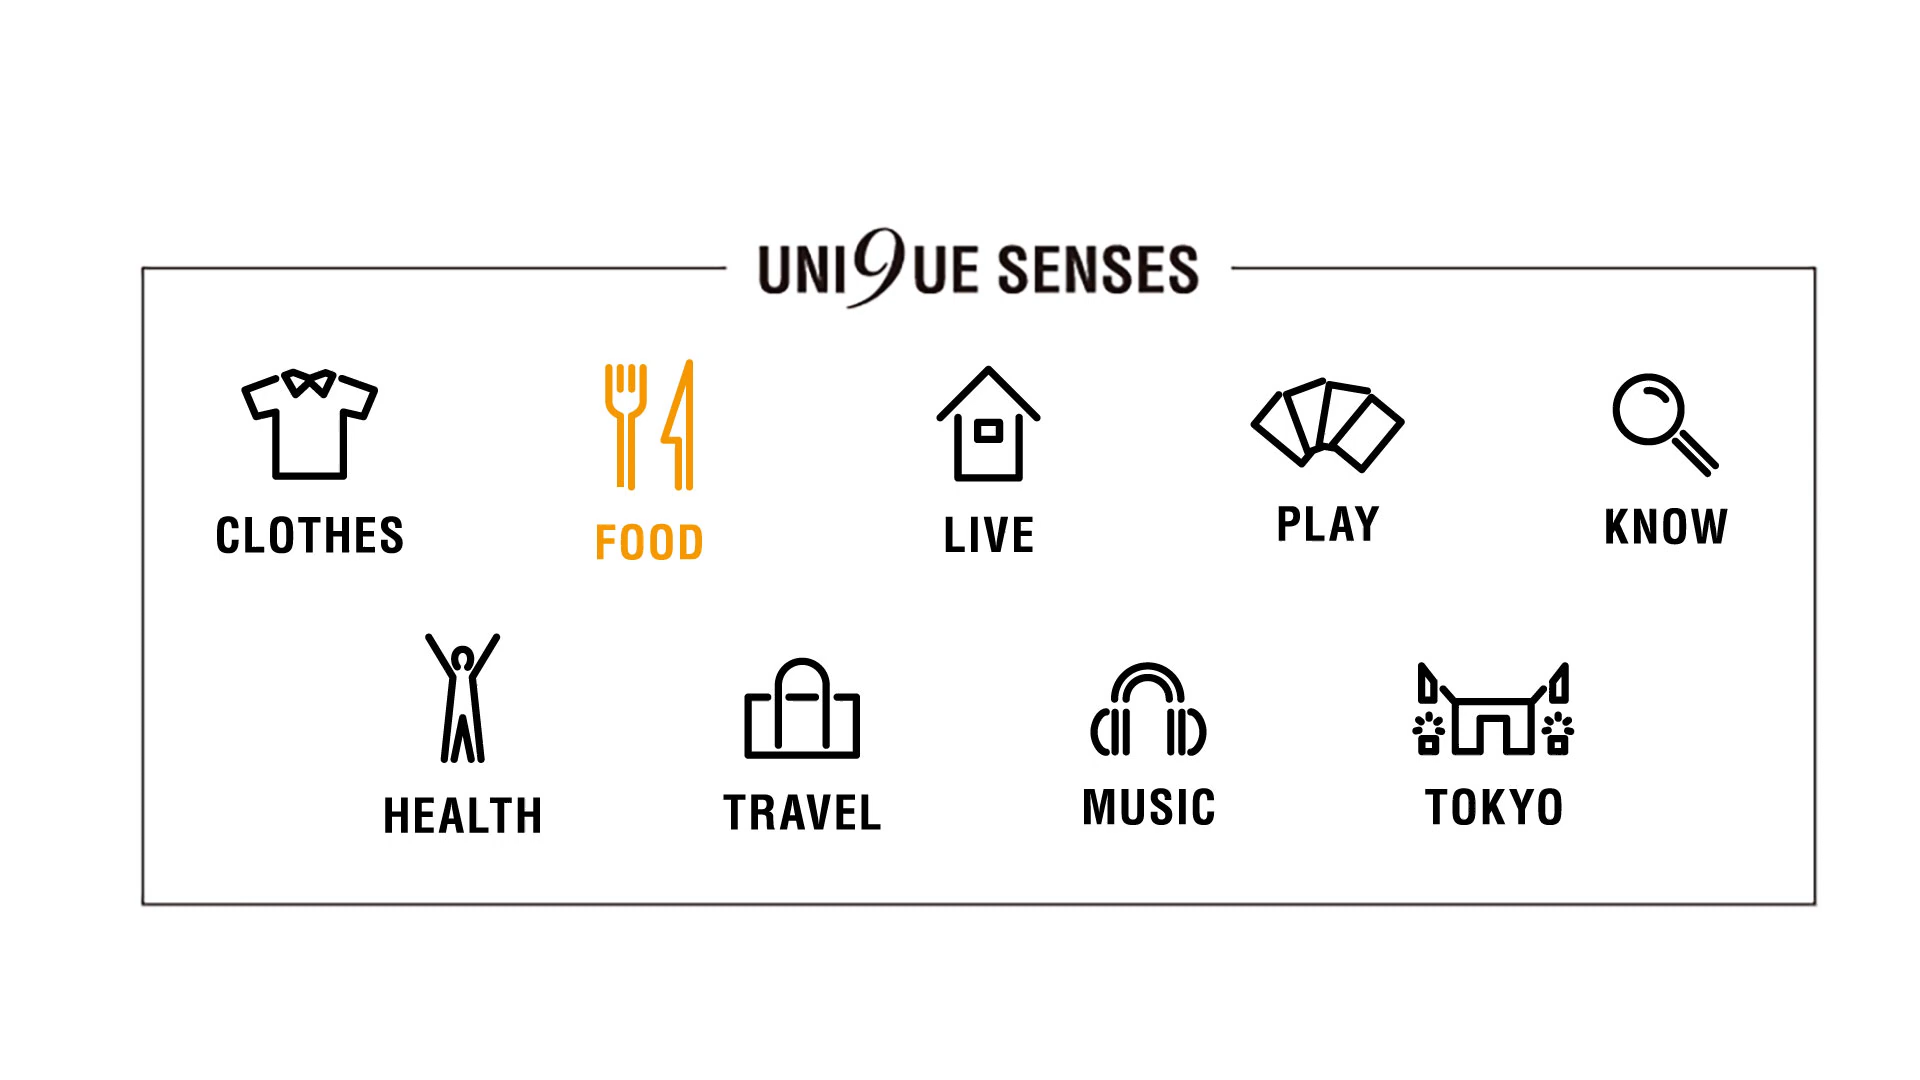 UNI9UE SENSES
CLOTHES
FOOD
LIVE
PLAY
KNOW
HEALTH
TRAVEL
MUSIC
TOKYO